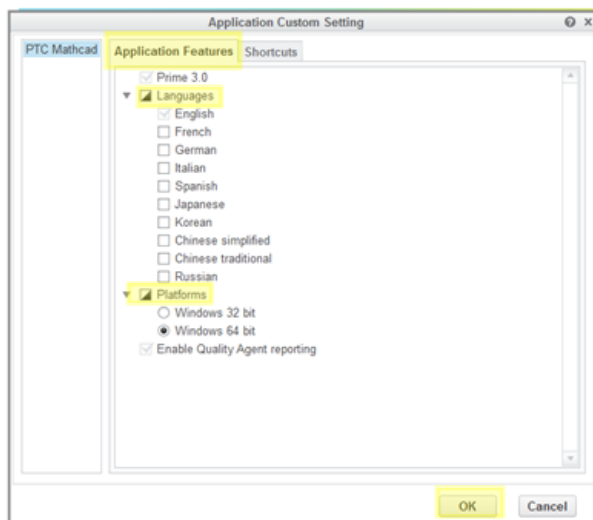 Application Custom Setting
PTC Mathcad
Application Features Shortcuts
Prime 3.0
Languages
English
French
German
Italian
Spanish
Japanese
Korean
Chinese simplified
Chinese traditional
Russian
Platforms
Windows 32 bit
Windows 64 bit
Enable Quality Agent reporting
OK Cancel